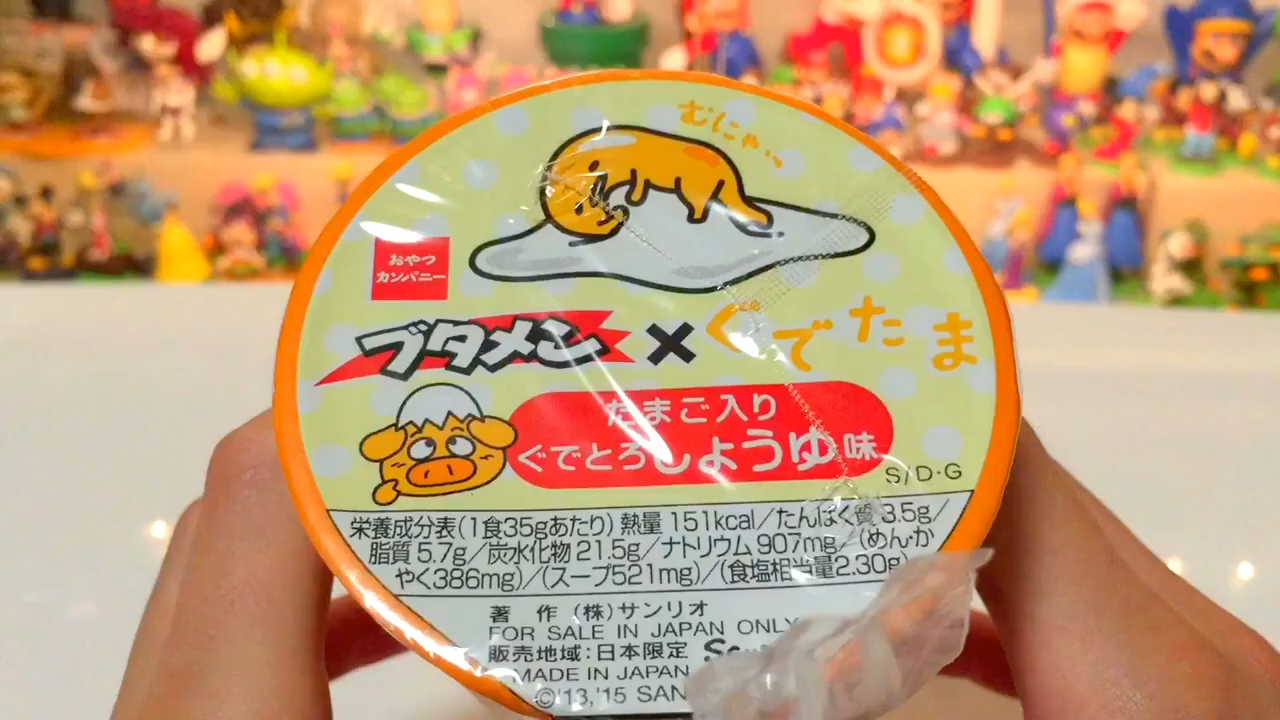 むにゃ…
おやつ
カンパニー
ブタメン×ぐでたま
たまご入り
ぐでとろしょうゆ味
S/D·G
栄養成分表(1食35gあたり) 熱量 151kcal/たんぱく質 3.5g/
脂質 5.7g/炭水化物 21.5g/ナトリウム 907mg/(めん・か
やく386mg)/(スープ521mg)/(食塩相当量2.30g)
著 作 (株)サンリオ
FOR SALE IN JAPAN ONLY
販売地域:日本限定
MADE IN JAPAN
©'13,'15 SAN